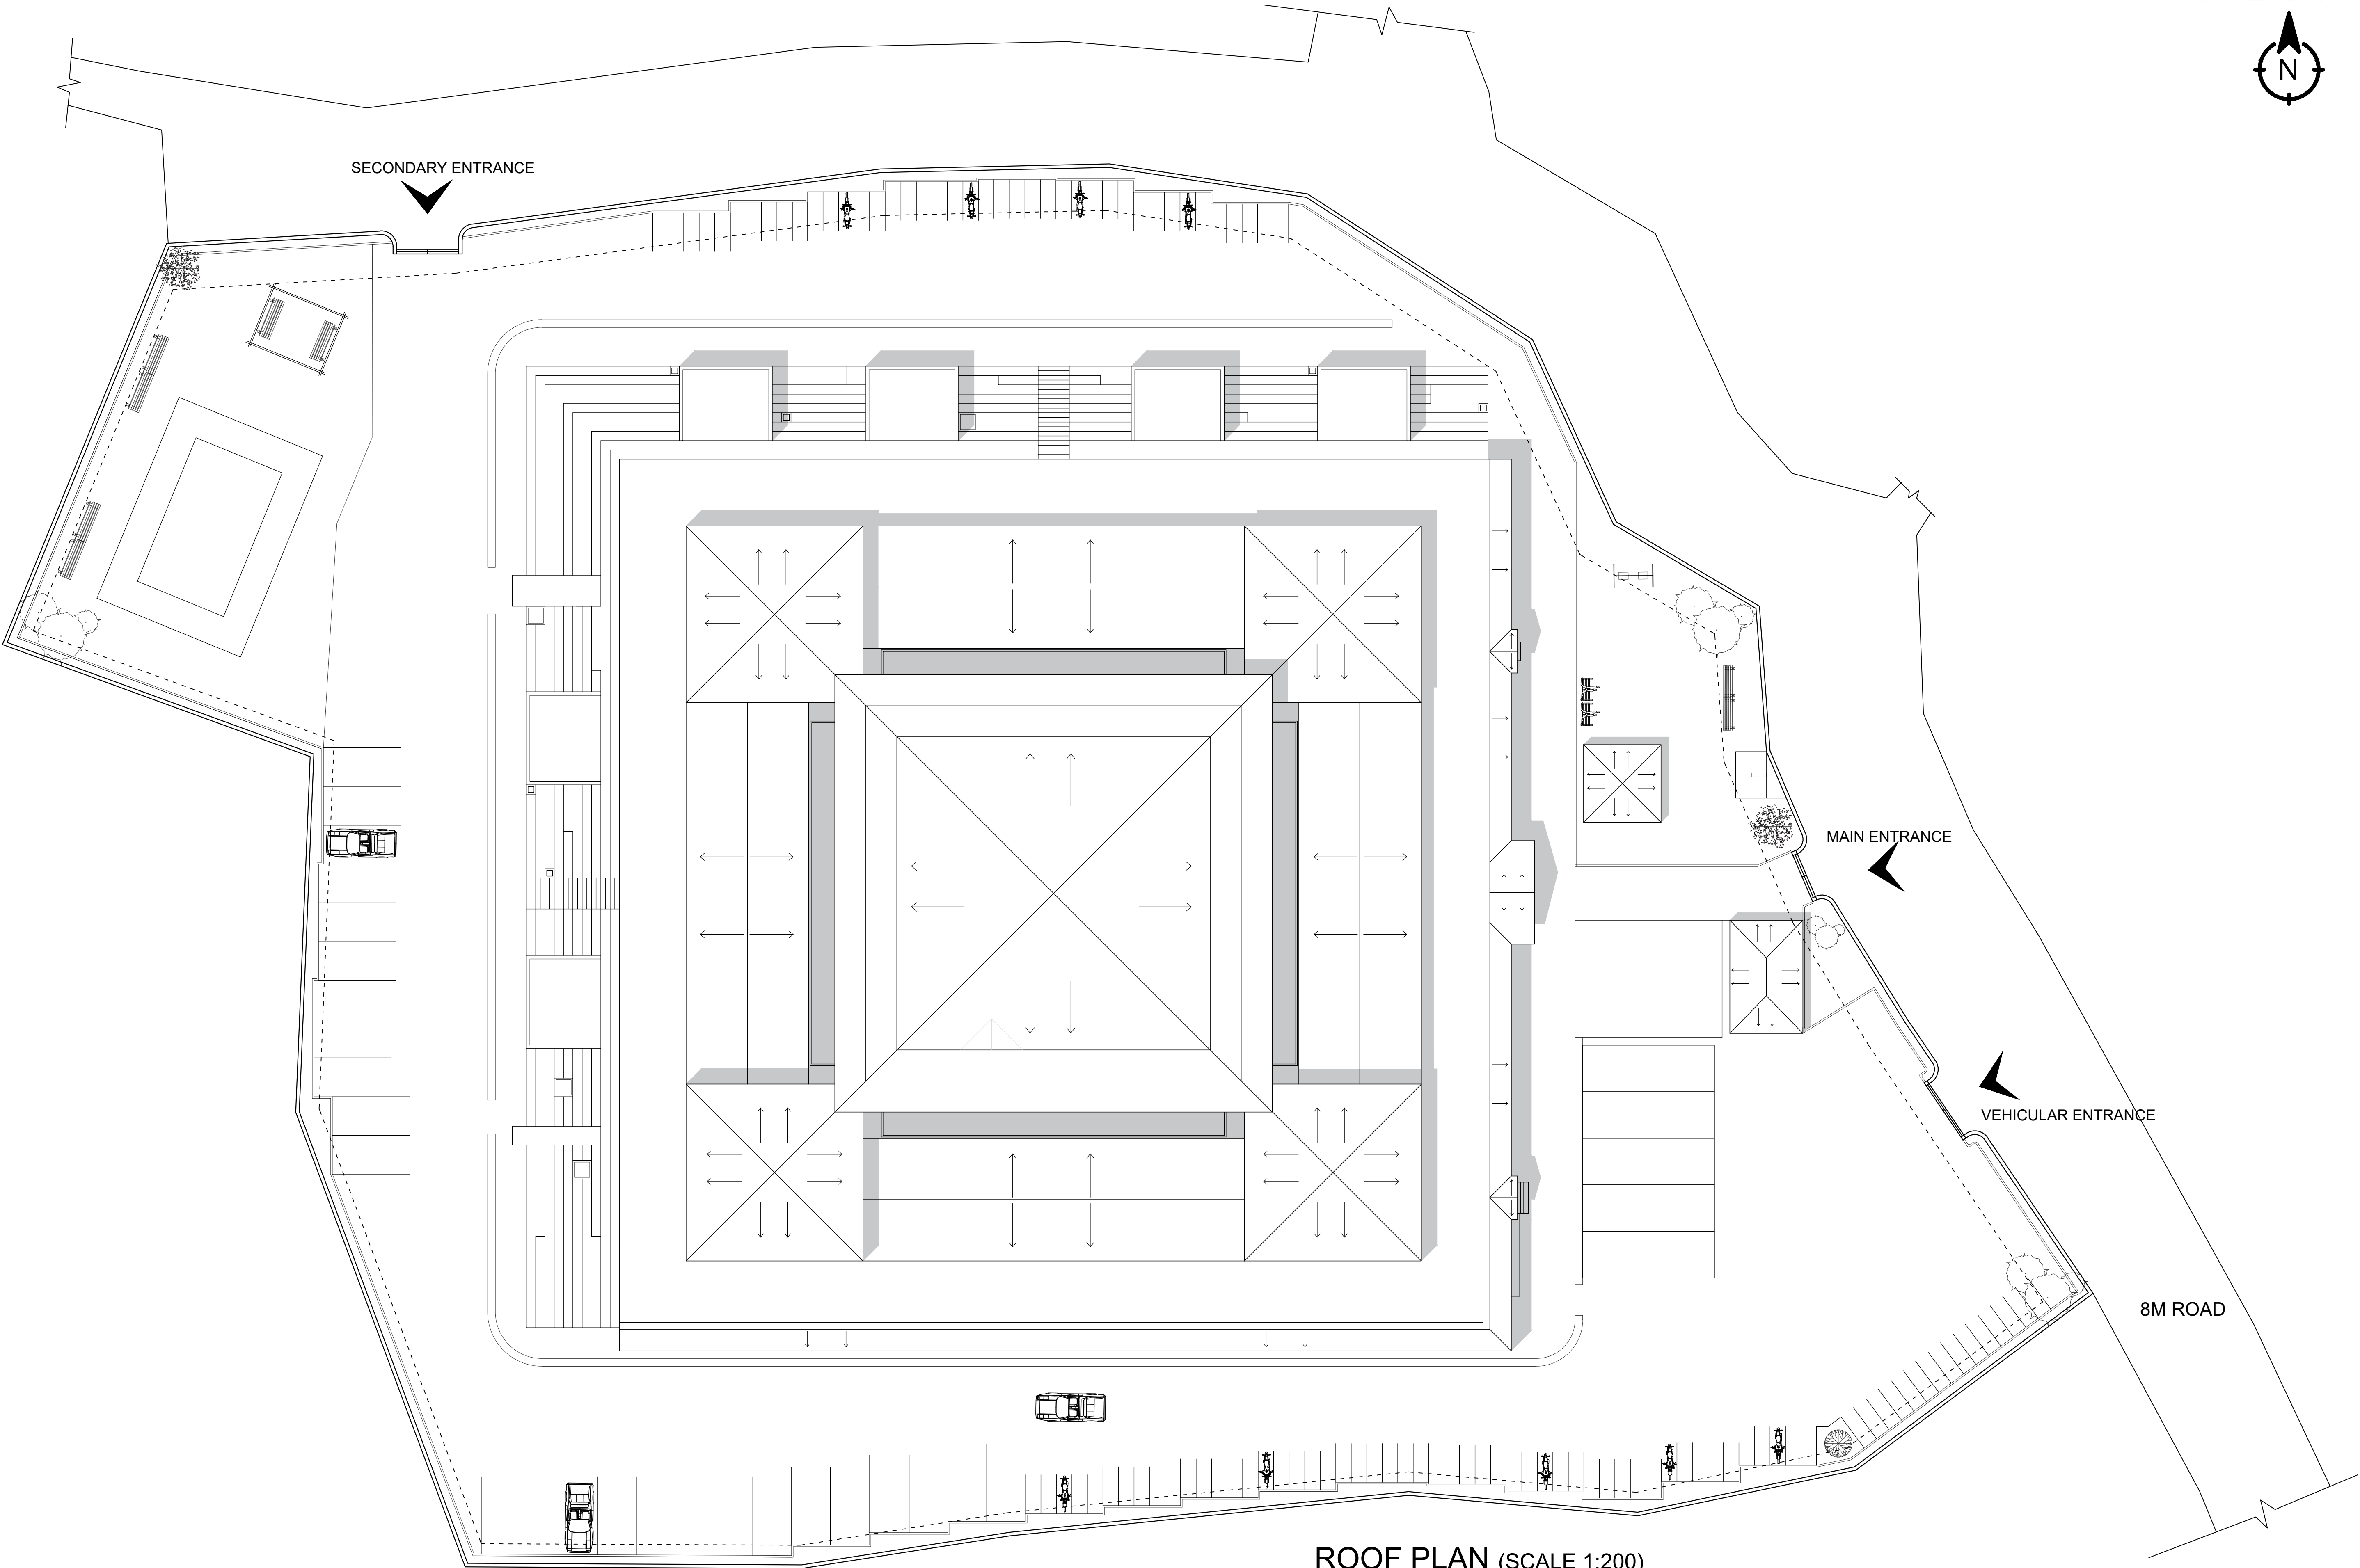 N
SECONDARY ENTRANCE
MAIN ENTRANCE
VEHICULAR ENTRANCE
8M ROAD
ROOF PLAN (SCALE 1:200)